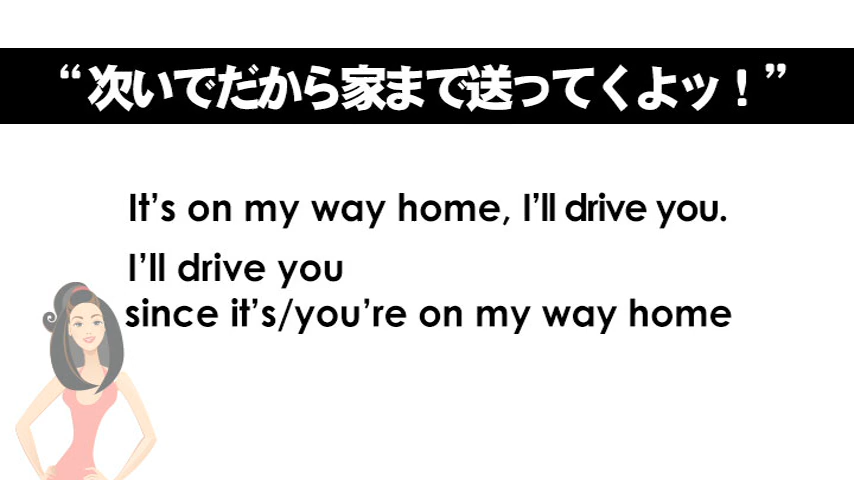 “次いでだから家まで送ってくよッ！”
It’s on my way home, I’ll drive you.
I’ll drive you
since it’s/you’re on my way home